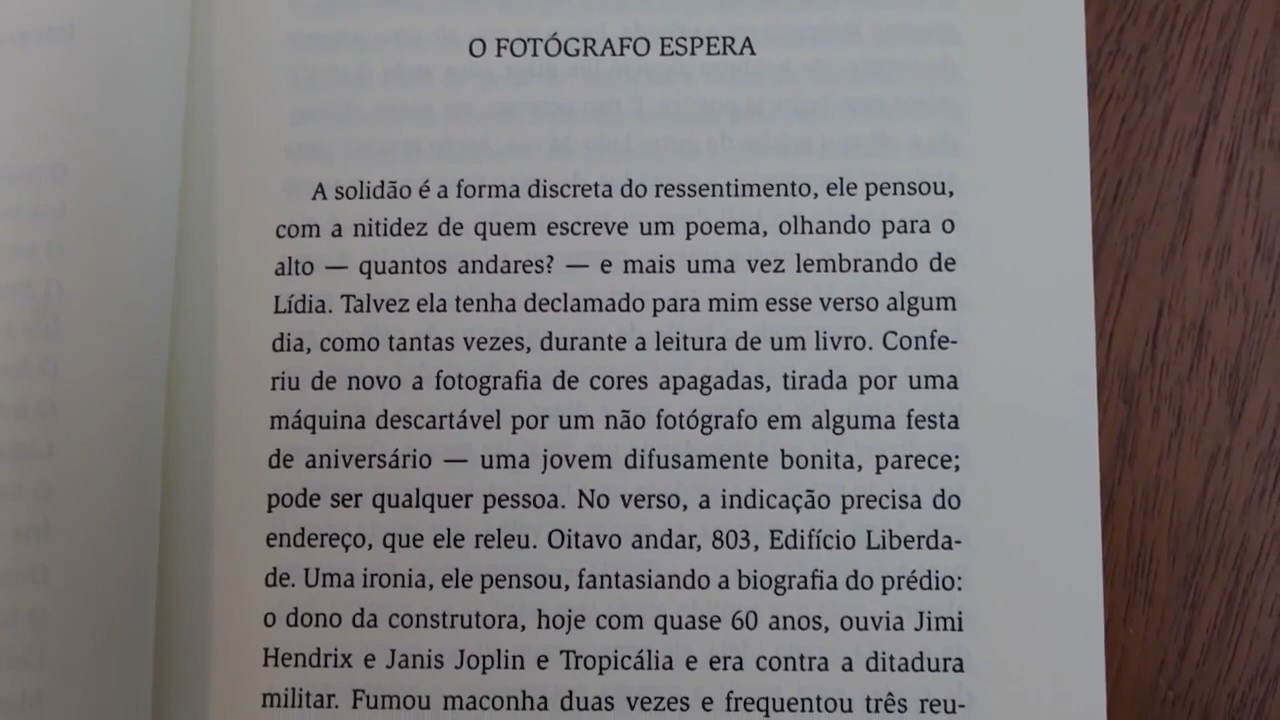 O FOTÓGRAFO ESPERA
A solidão é a forma discreta do ressentimento, ele pensou,
com a nitidez de quem escreve um poema, olhando para o
alto — quantos andares? — e mais uma vez lembrando de
Lídia. Talvez ela tenha declamado para mim esse verso algum
dia, como tantas vezes, durante a leitura de um livro. Confe-
riu de novo a fotografia de cores apagadas, tirada por uma
máquina descartável por um não fotógrafo em alguma festa
de aniversário — uma jovem difusamente bonita, parece;
pode ser qualquer pessoa. No verso, a indicação precisa do
endereço, que ele releu. Oitavo andar, 803, Edifício Liberda-
de. Uma ironia, ele pensou, fantasiando a biografia do prédio:
o dono da construtora, hoje com quase 60 anos, ouvia Jimi
Hendrix e Janis Joplin e Tropicália e era contra a ditadura
militar. Fumou maconha duas vezes e frequentou três reu-